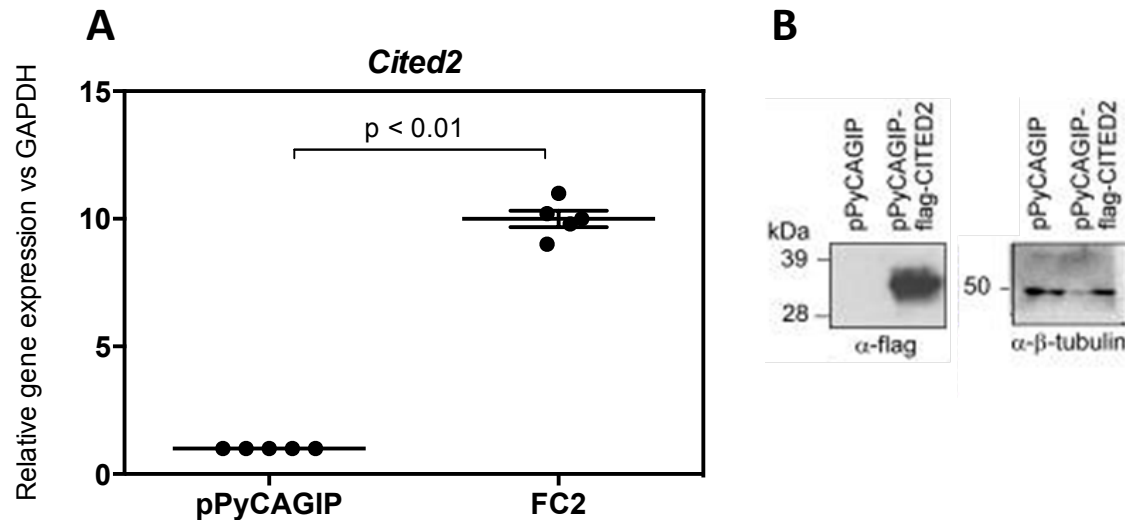 A
B
Cited2
Relative gene expression vs GAPDH
15
10
5
0
p < 0.01
pPyCAGIP
FC2
pPyCAGIP
pPyCAGIP-
flag-CITED2
kDa
39
28
α-flag
pPyCAGIP
pPyCAGIP-
flag-CITED2
50
α-β-tubulin